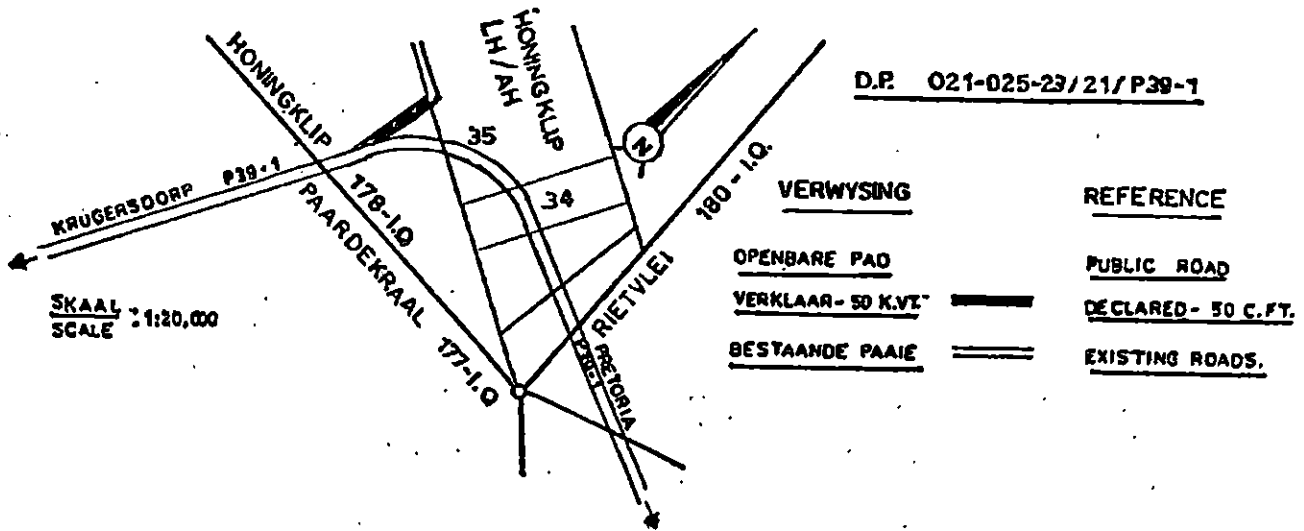 D.P. 021-025-23/21/P39-1
HONINGKLIP
178-I.Q
HONINGKLIP
LH/AH
35
34
N
KRUGERSDORP P39-1
PAARDEKRAAL
177-I.Q
RIETVLEI
180-I.Q.
PRETORIA
P39-1
SKAAL
SCALE : 1:20,000
VERWYSING REFERENCE
OPENBARE PAD PUBLIC ROAD
VERKLAAR- 50 K.VT. DECLARED- 50 C.FT.
BESTAANDE PAAIE EXISTING ROADS.